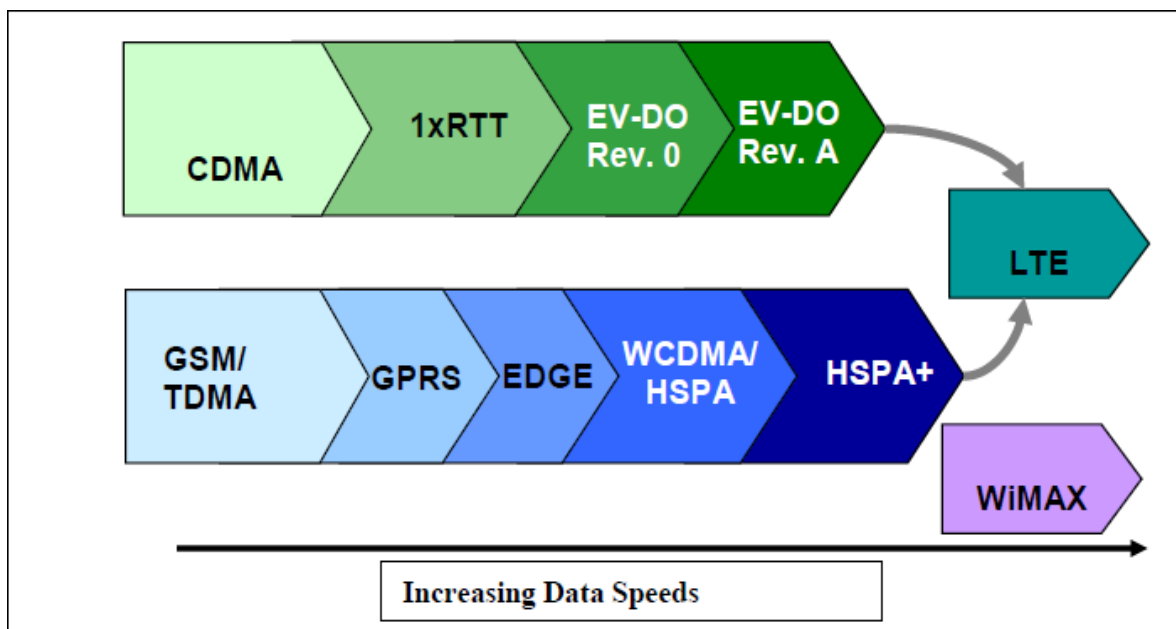 CDMA
1xRTT
EV-DO
Rev. 0
EV-DO
Rev. A
LTE
GSM/
TDMA
GPRS
EDGE
WCDMA/
HSPA
HSPA+
WiMAX
Increasing Data Speeds